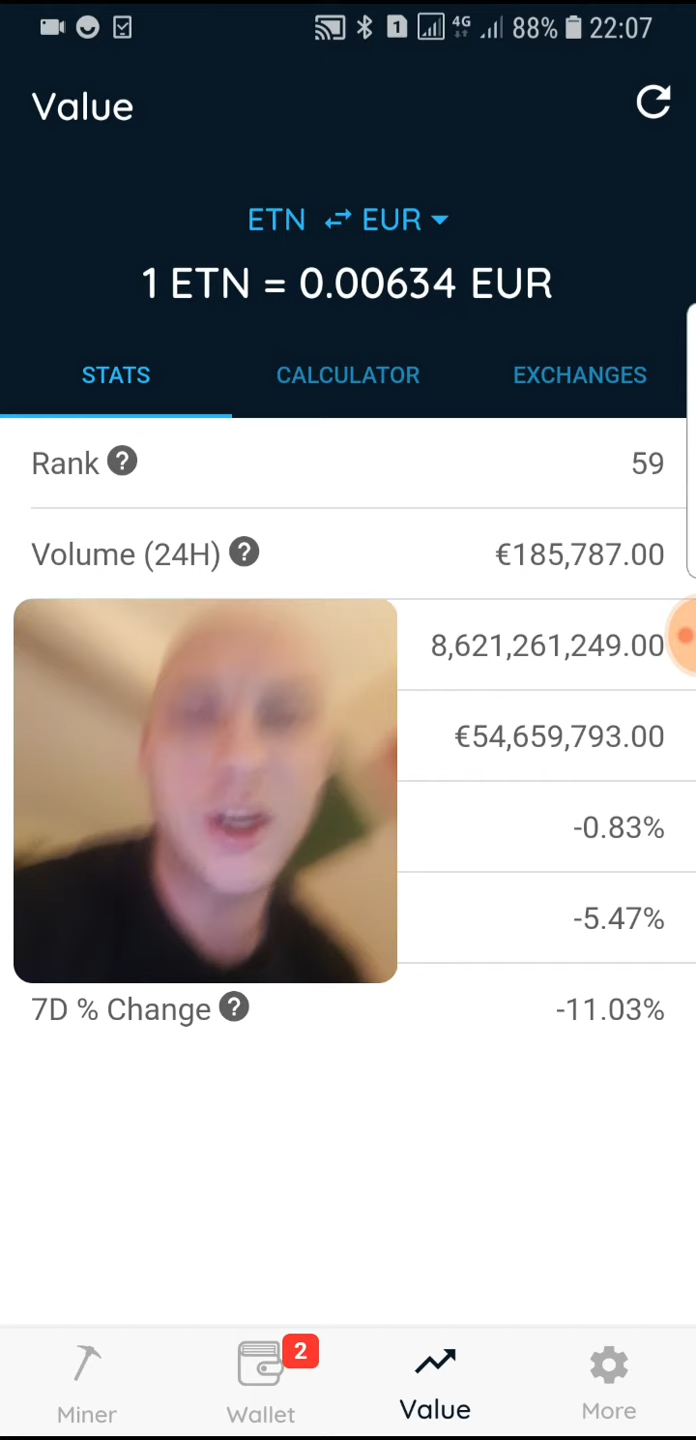 4G 88% 22:07
1
Value
ETN EUR
1 ETN = 0.00634 EUR
STATS CALCULATOR EXCHANGES
Rank ? 59
Volume (24H) ? €185,787.00
8,621,261,249.00
€54,659,793.00
-0.83%
-5.47%
7D % Change ? -11.03%
2
Miner Wallet Value More